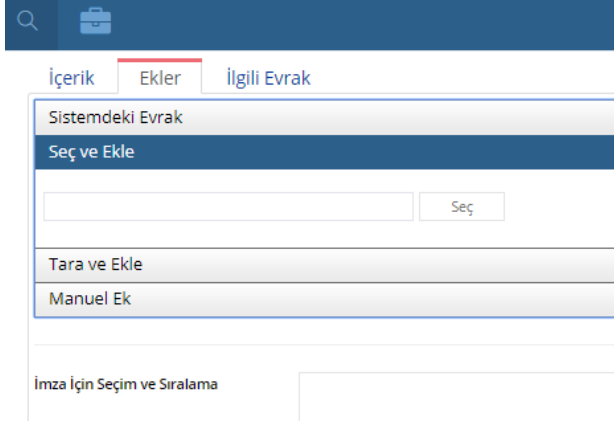 İçerik Ekler İlgili Evrak
Sistemdeki Evrak
Seç ve Ekle
Seç
Tara ve Ekle
Manuel Ek
İmza İçin Seçim ve Sıralama